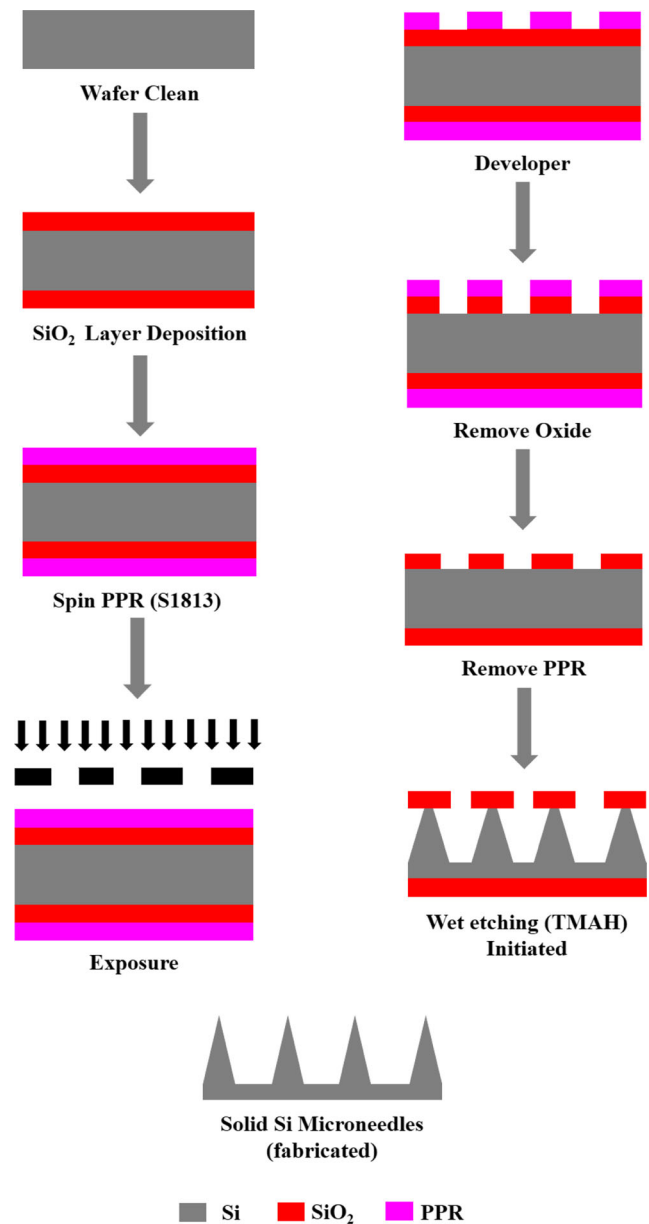 Wafer Clean
SiO₂ Layer Deposition
Spin PPR (S1813)
Exposure
Developer
Remove Oxide
Remove PPR
Wet etching (TMAH)
Initiated
Solid Si Microneedles
(fabricated)
Si SiO₂ PPR